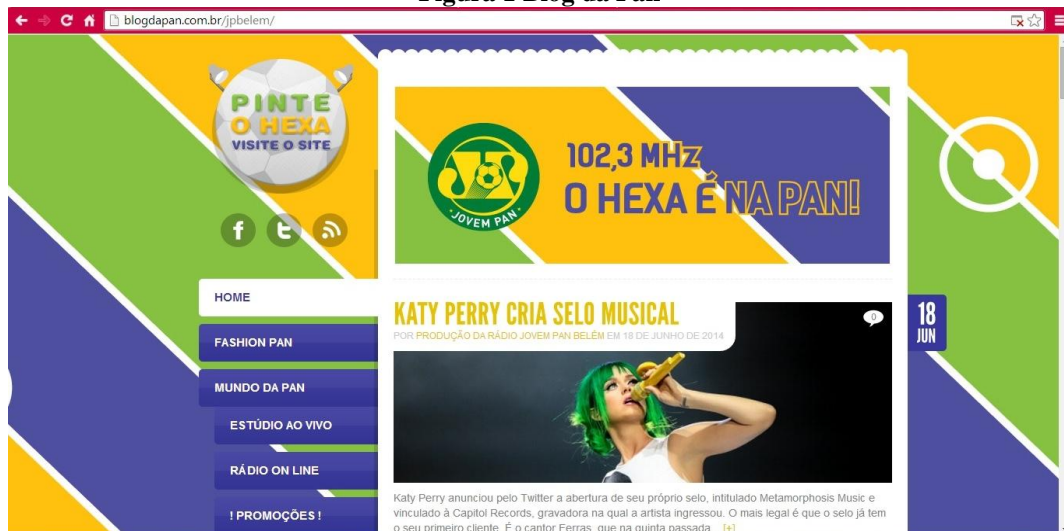 Figura 1 Blog da Pan
blogdapan.com.br/jpbelem/
PINTE
O HEXA
VISITE O SITE
JOVEM PAN
102,3 MHz
O HEXA É NA PAN!
HOME
FASHION PAN
MUNDO DA PAN
ESTÚDIO AO VIVO
RÁDIO ON LINE
! PROMOÇÕES !
KATY PERRY CRIA SELO MUSICAL
POR PRODUÇÃO DA RÁDIO JOVEM PAN BELÉM EM 18 DE JUNHO DE 2014
0
18
JUN
Katy Perry anunciou pelo Twitter a abertura de seu próprio selo, intitulado Metamorphosis Music e
vinculado à Capitol Records, gravadora na qual a artista ingressou. O mais legal é que o selo já tem
o seu primeiro cliente. É o cantor Ferras, que na quinta passada... [+]